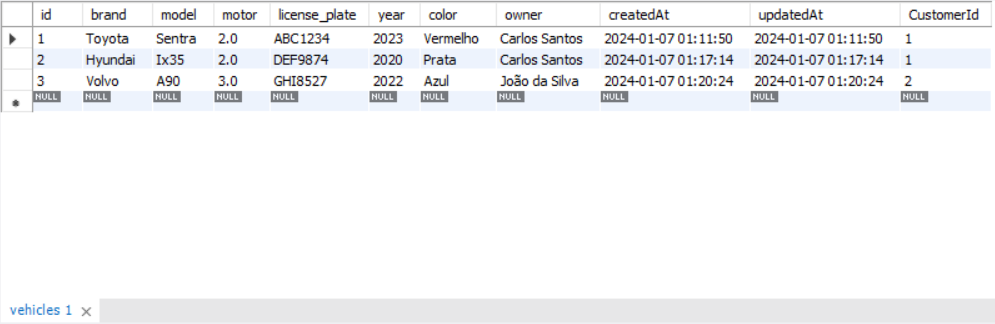 id brand model motor license_plate year color owner createdAt updatedAt CustomerId
1 Toyota Sentra 2.0 ABC1234 2023 Vermelho Carlos Santos 2024-01-07 01:11:50 2024-01-07 01:11:50 1
2 Hyundai Ix35 2.0 DEF9874 2020 Prata Carlos Santos 2024-01-07 01:17:14 2024-01-07 01:17:14 1
3 Volvo A90 3.0 GHI8527 2022 Azul João da Silva 2024-01-07 01:20:24 2024-01-07 01:20:24 2
NULL NULL NULL NULL NULL NULL NULL NULL NULL NULL NULL
vehicles 1